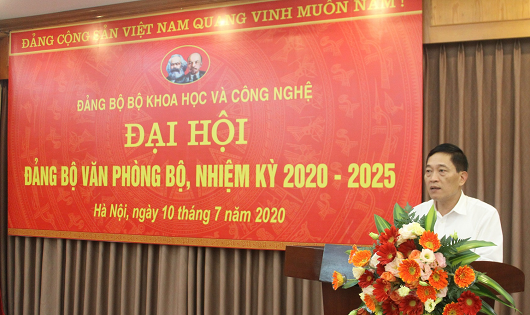 ĐẢNG CỘNG SẢN VIỆT NAM QUANG VINH MUÔN NĂM !
ĐẢNG BỘ BỘ KHOA HỌC VÀ CÔNG NGHỆ
ĐẠI HỘI
ĐẢNG BỘ VĂN PHÒNG BỘ, NHIỆM KỲ 2020 - 2025
Hà Nội, ngày 10 tháng 7 năm 2020